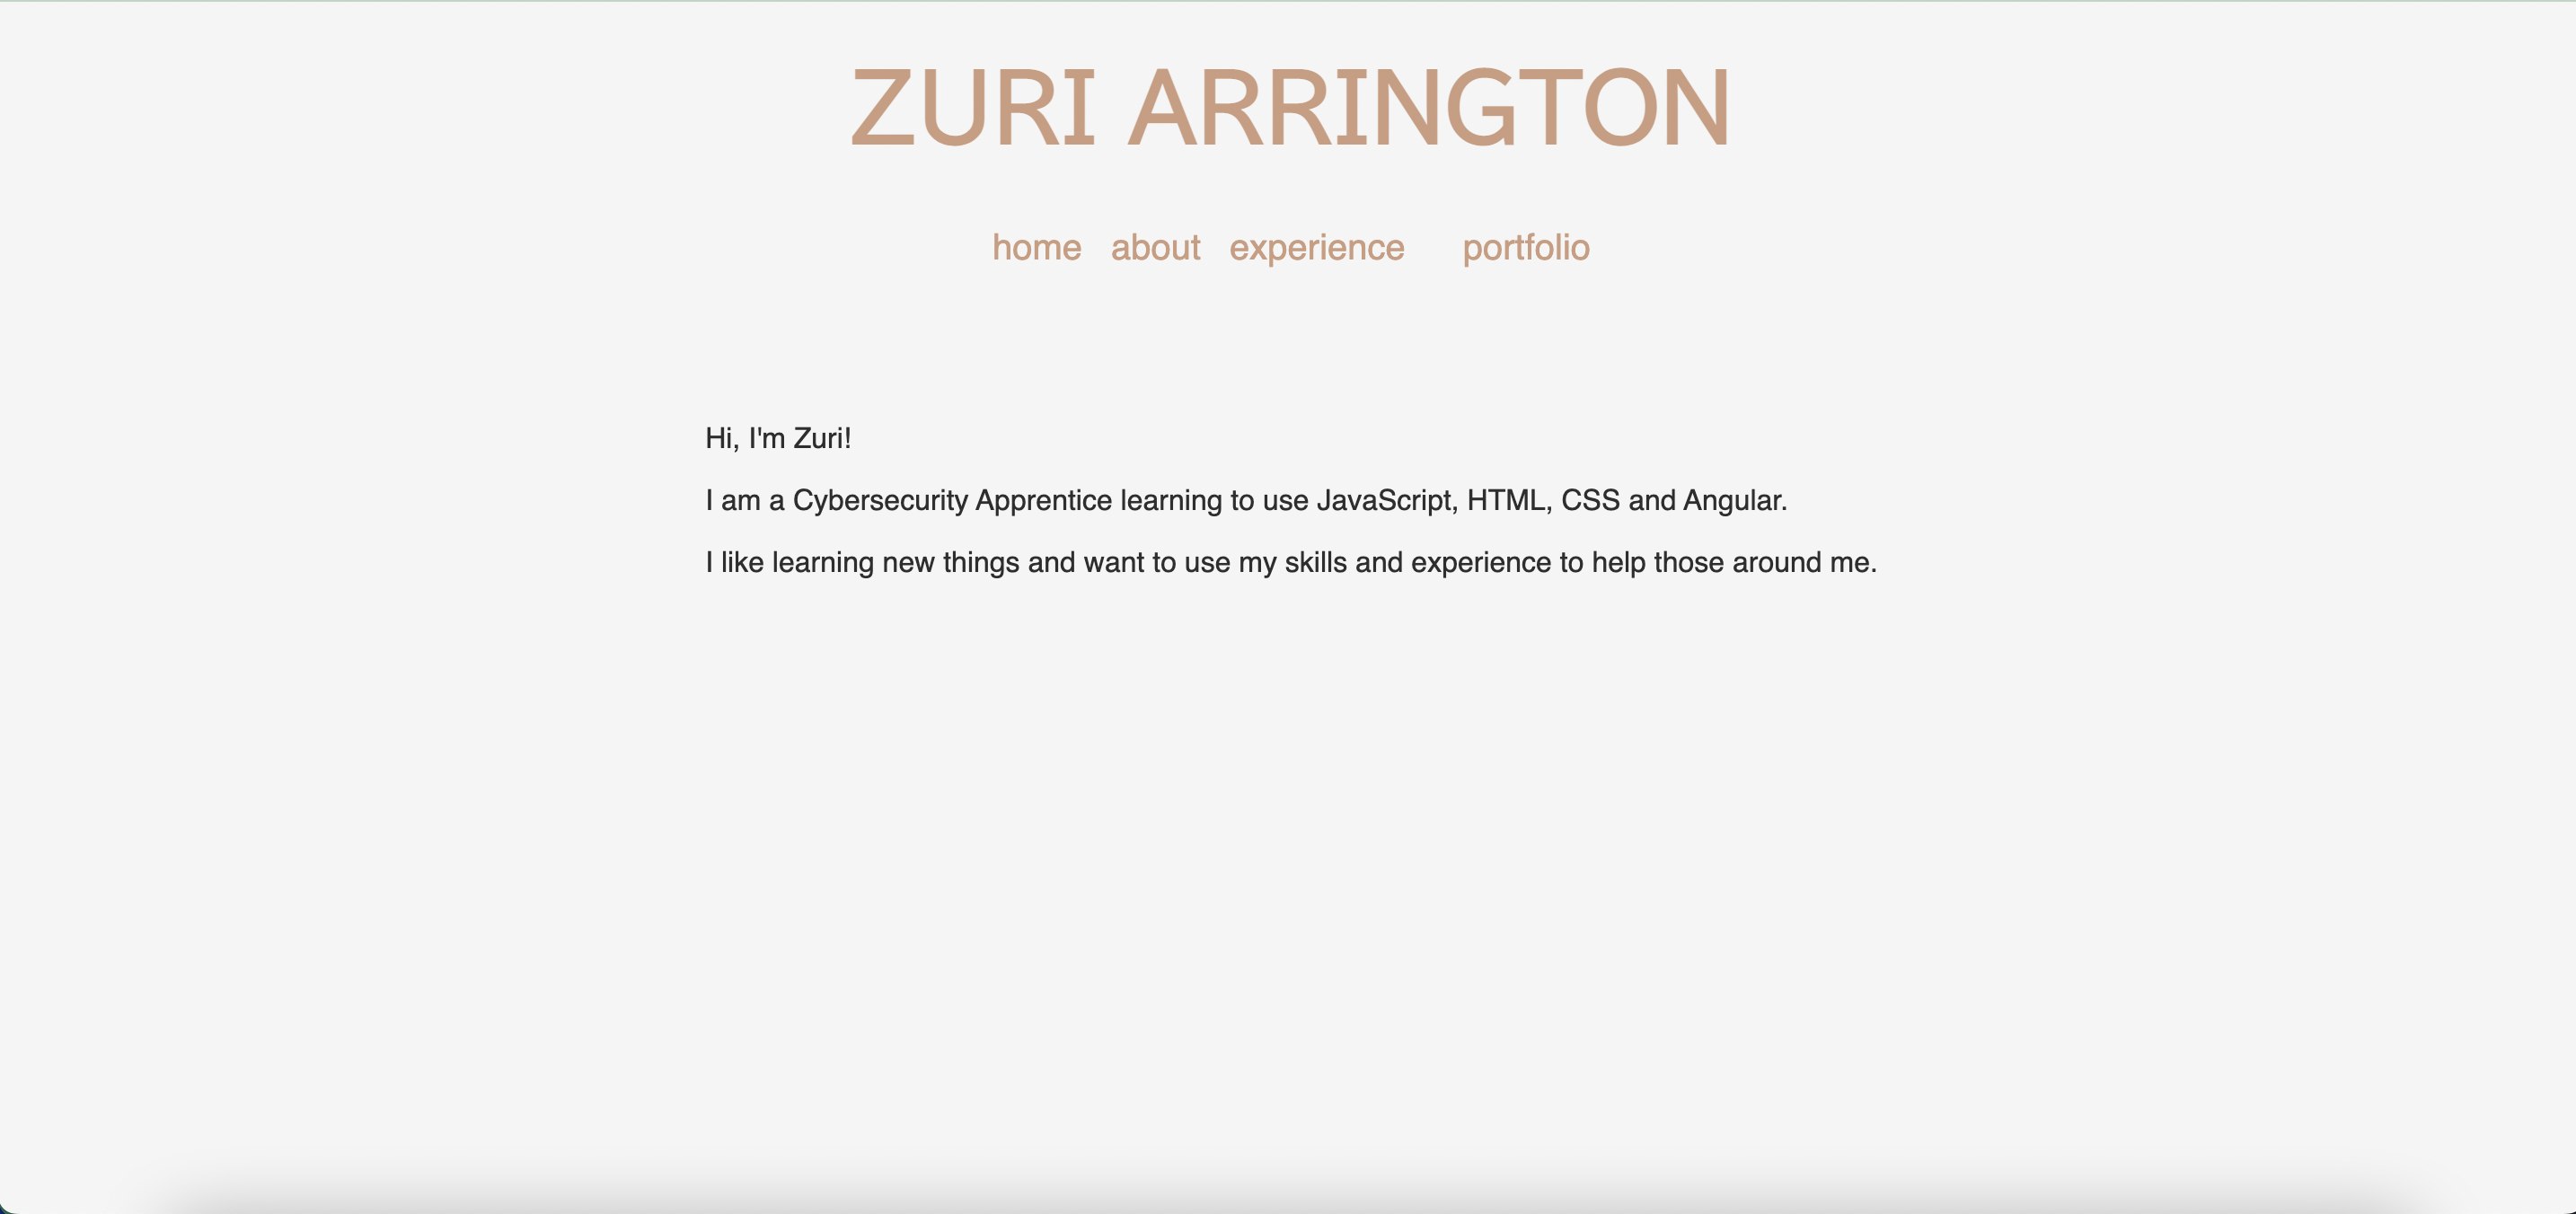 ZURI ARRINGTON
home about experience portfolio
Hi, I'm Zuri!
I am a Cybersecurity Apprentice learning to use JavaScript, HTML, CSS and Angular.
I like learning new things and want to use my skills and experience to help those around me.